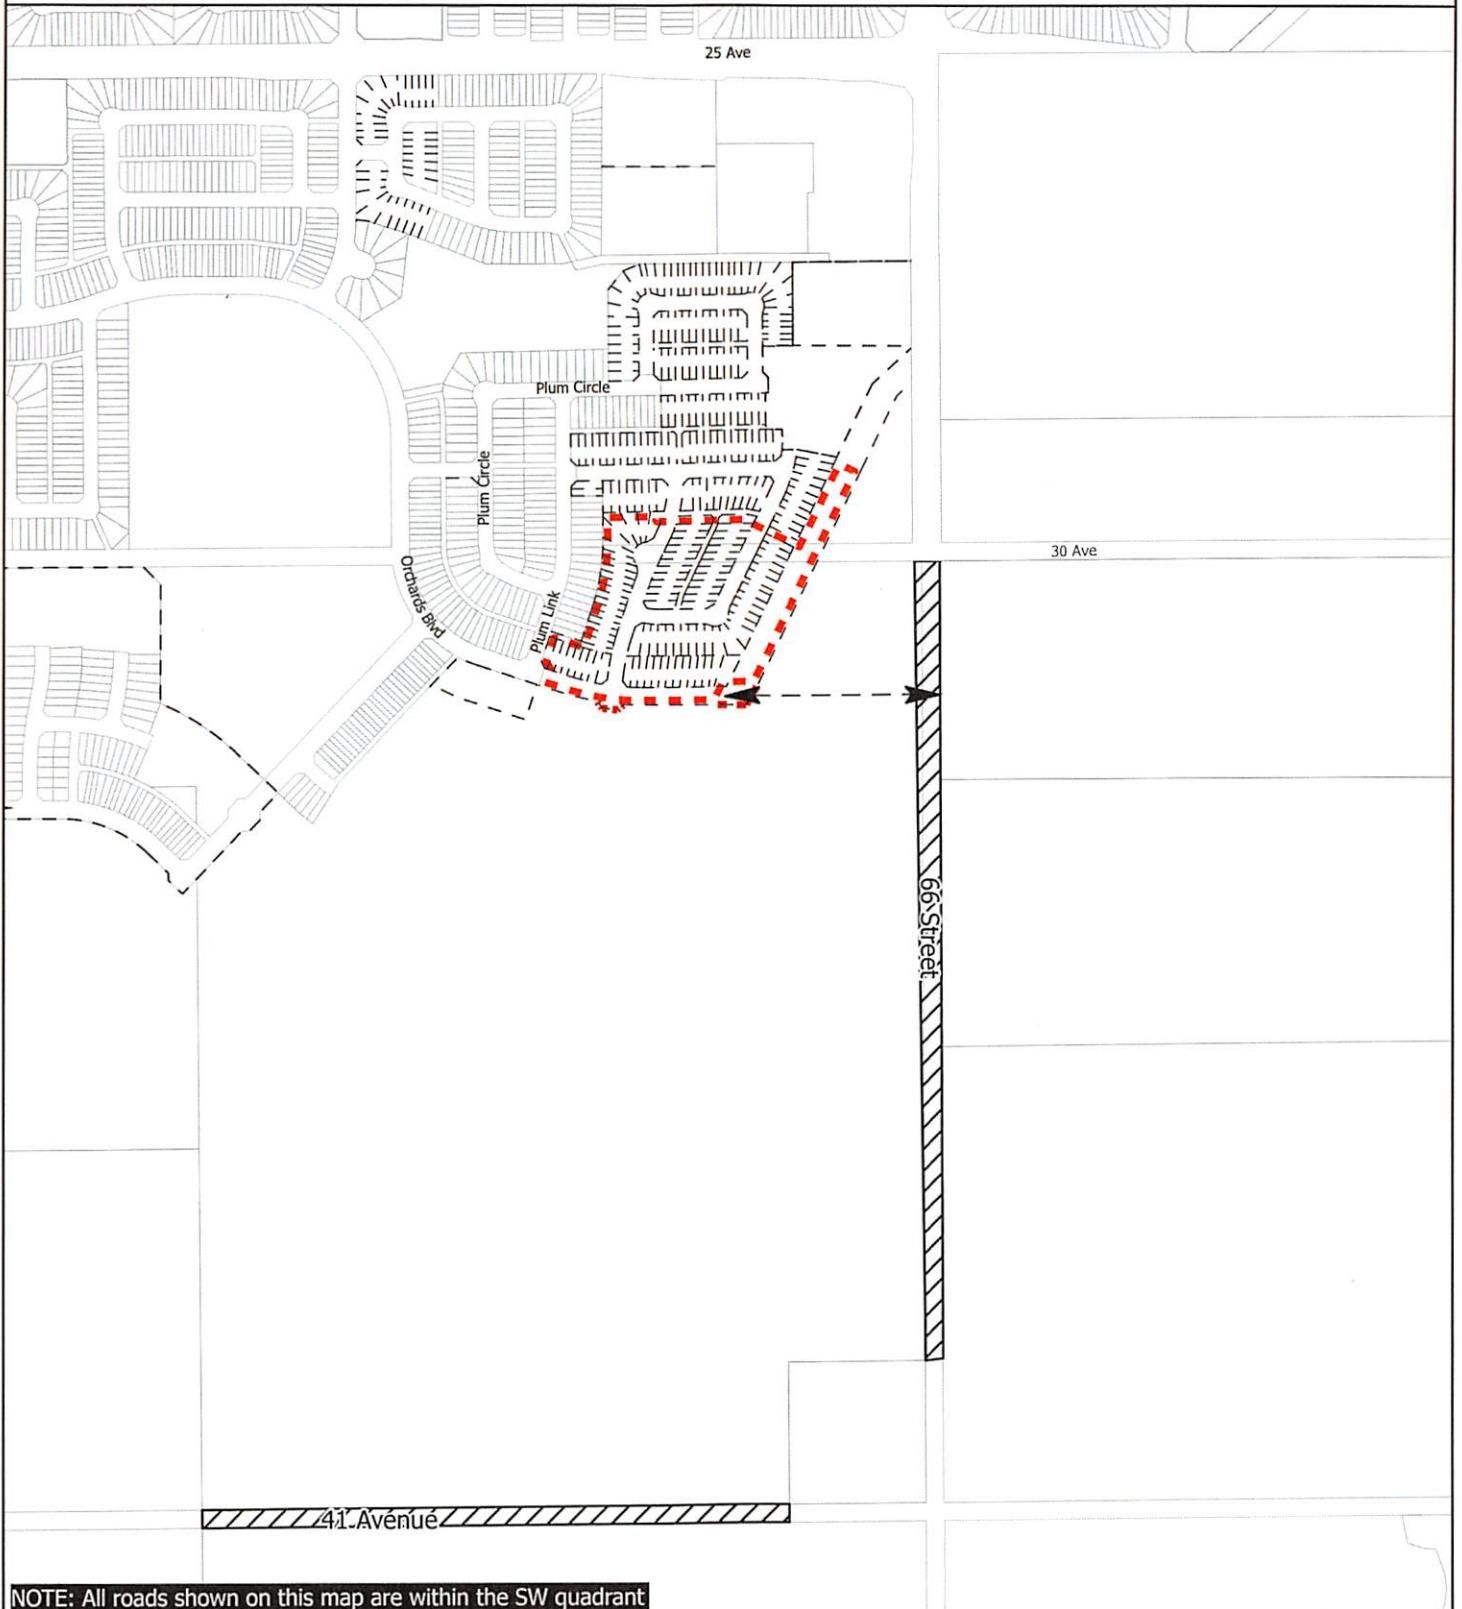 25 Ave
Plum Circle
Plum Circle
30 Ave
Orchards Blvd
Plum Link
66 Street
41 Avenue
NOTE: All roads shown on this map are within the SW quadrant